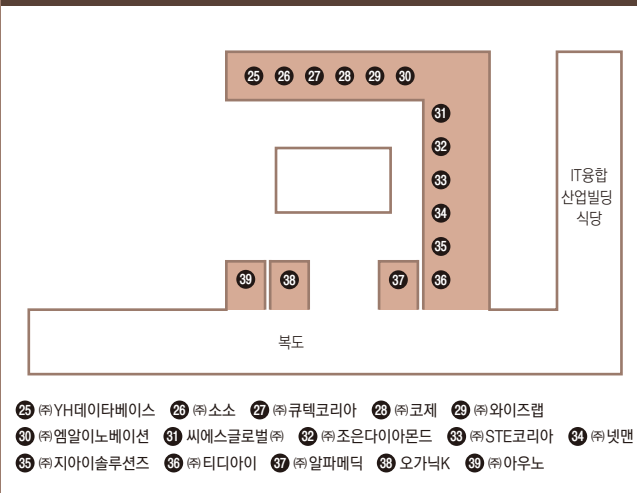 25 26 27 28 29 30
31
32
33
34
35
36
37
38
39
IT융합
산업빌딩
식당
복도
25 ㈜YH데이타베이스 26 ㈜소소 27 ㈜큐텍코리아 28 ㈜코제 29 ㈜와이즈랩
30 ㈜엠알이노베이션 31 씨에스글로벌㈜ 32 ㈜조은다이아몬드 33 ㈜STE코리아 34 ㈜넷맨
35 ㈜지아이솔루션즈 36 ㈜티디아이 37 ㈜알파메딕 38 오가닉K 39 ㈜아우노